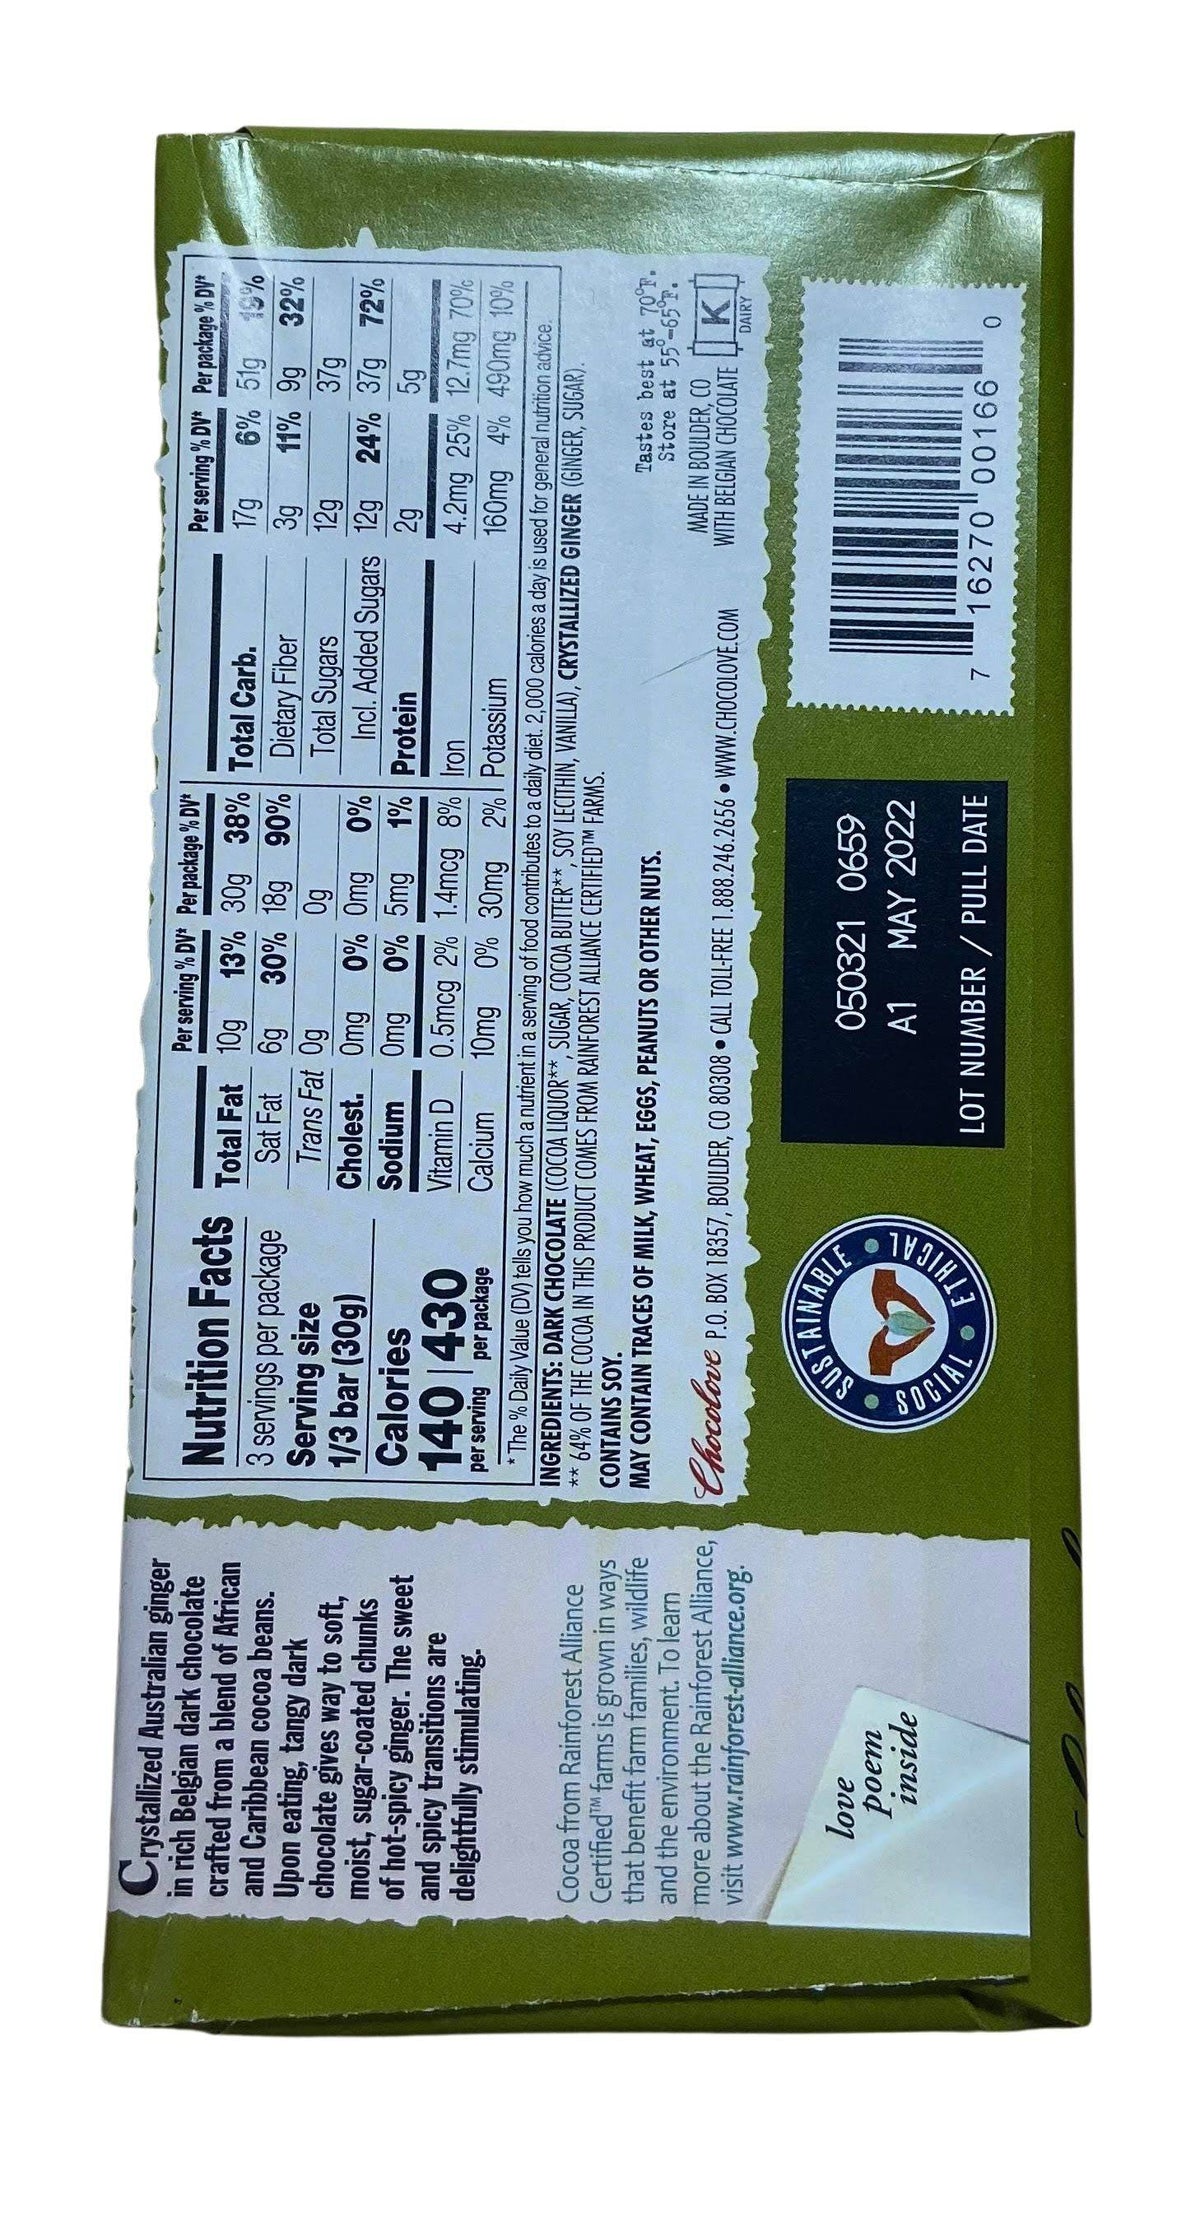 Crystallized Australian ginger
in rich Belgian dark chocolate
crafted from a blend of African
and Caribbean cocoa beans.
Upon eating, tangy dark
chocolate gives way to soft,
moist, sugar-coated chunks
of hot-spicy ginger. The sweet
and spicy transitions are
delightfully stimulating.
Cocoa from Rainforest Alliance
Certified™ farms is grown in ways
that benefit farm families, wildlife
and the environment. To learn
more about the Rainforest Alliance,
visit www.rainforest-alliance.org.
love
poem
inside
Nutrition Facts
3 servings per package
Serving size
1/3 bar (30g)
Calories
140 | 430
per serving per package
Per serving % DV* Per package % DV*
Total Fat 10g 13% 30g 38%
Sat Fat 6g 30% 18g 90%
Trans Fat 0g 0g
Cholest. 0mg 0% 0mg 0%
Sodium 0mg 0% 5mg 1%
Vitamin D 0.5mcg 2% 1.4mcg 8%
Calcium 10mg 0% 30mg 2%
Per serving % DV* Per package % DV*
Total Carb. 17g 6% 51g 19%
Dietary Fiber 3g 11% 9g 32%
Total Sugars 12g 37g
Incl. Added Sugars 12g 24% 37g 72%
Protein 2g 5g
Iron 4.2mg 25% 12.7mg 70%
Potassium 160mg 4% 490mg 10%
* The % Daily Value (DV) tells you how much a nutrient in a serving of food contributes to a daily diet. 2,000 calories a day is used for general nutrition advice.
INGREDIENTS: DARK CHOCOLATE (COCOA LIQUOR**, SUGAR, COCOA BUTTER**, SOY LECITHIN, VANILLA), CRYSTALLIZED GINGER (GINGER, SUGAR).
** 64% OF THE COCOA IN THIS PRODUCT COMES FROM RAINFOREST ALLIANCE CERTIFIED™ FARMS.
CONTAINS SOY.
MAY CONTAIN TRACES OF MILK, WHEAT, EGGS, PEANUTS OR OTHER NUTS.
Tastes best at 70°F.
Store at 55°-65°F.
MADE IN BOULDER, CO
WITH BELGIAN CHOCOLATE
K
DAIRY
Chocolove P.O. BOX 18357, BOULDER, CO 80308 • CALL TOLL-FREE 1.888.246.2656 • WWW.CHOCOLOVE.COM
SUSTAINABLE • ETHICAL • SOCIAL •
050321 0659
A1 MAY 2022
LOT NUMBER / PULL DATE
7 16270 00166 0